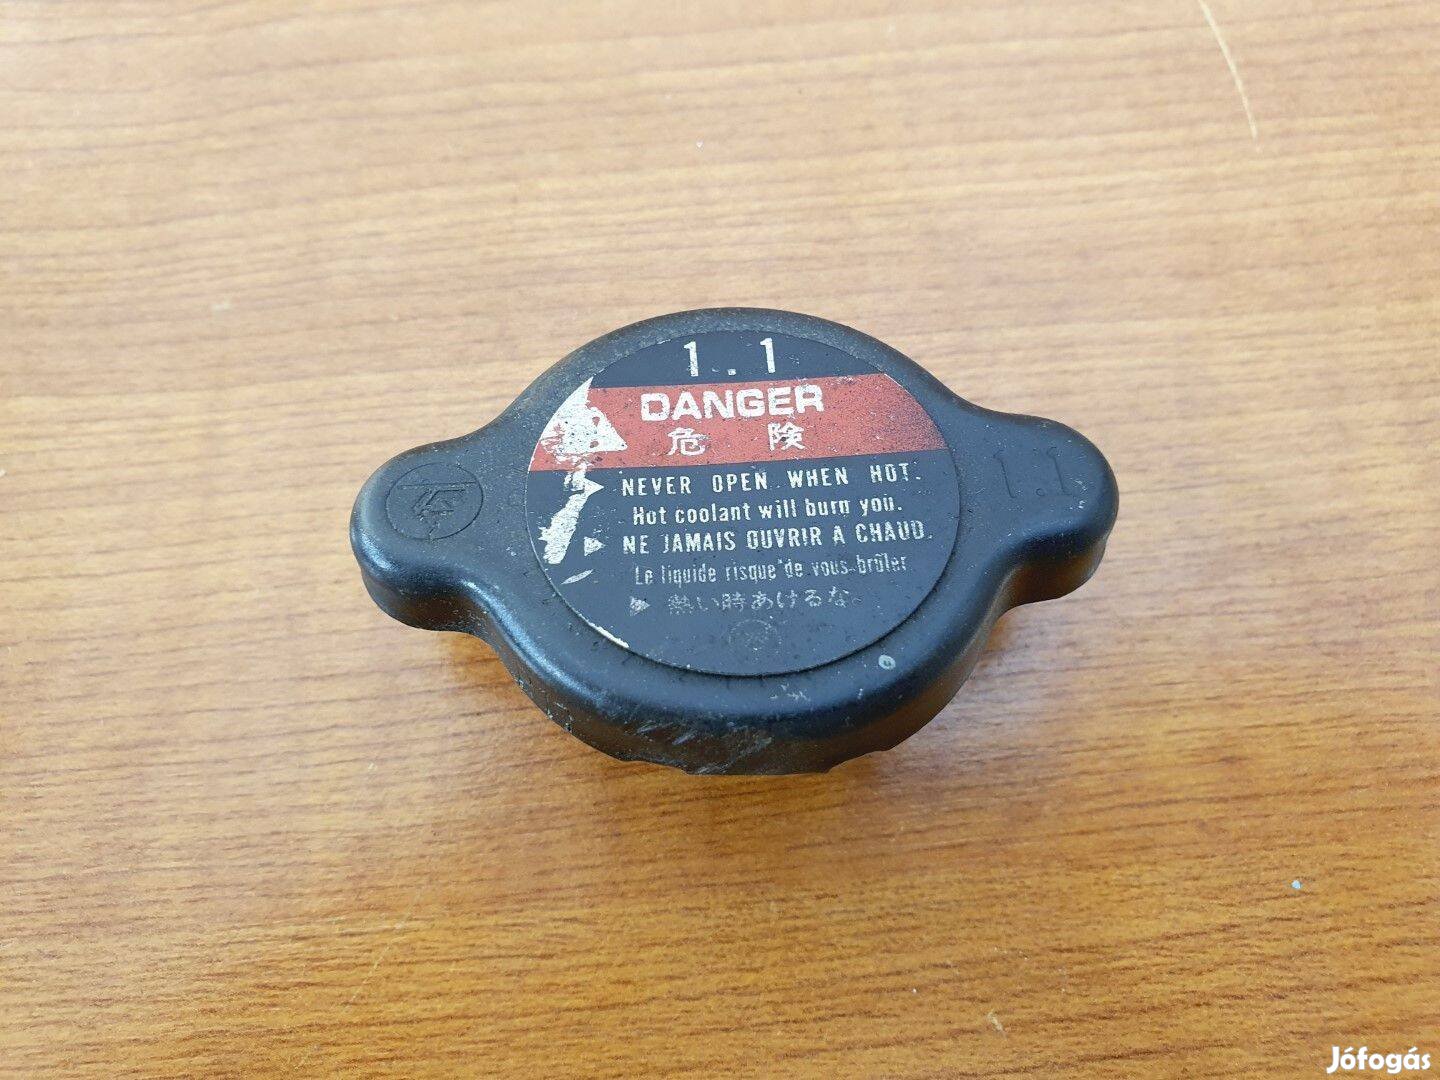 1.1
DANGER
危 険
NEVER OPEN WHEN HOT.
Hot coolant will burn you.
NE JAMAIS OUVRIR A CHAUD.
Le liquide risque de vous brûler
熱い時あけるな。
1.1
Jófogás